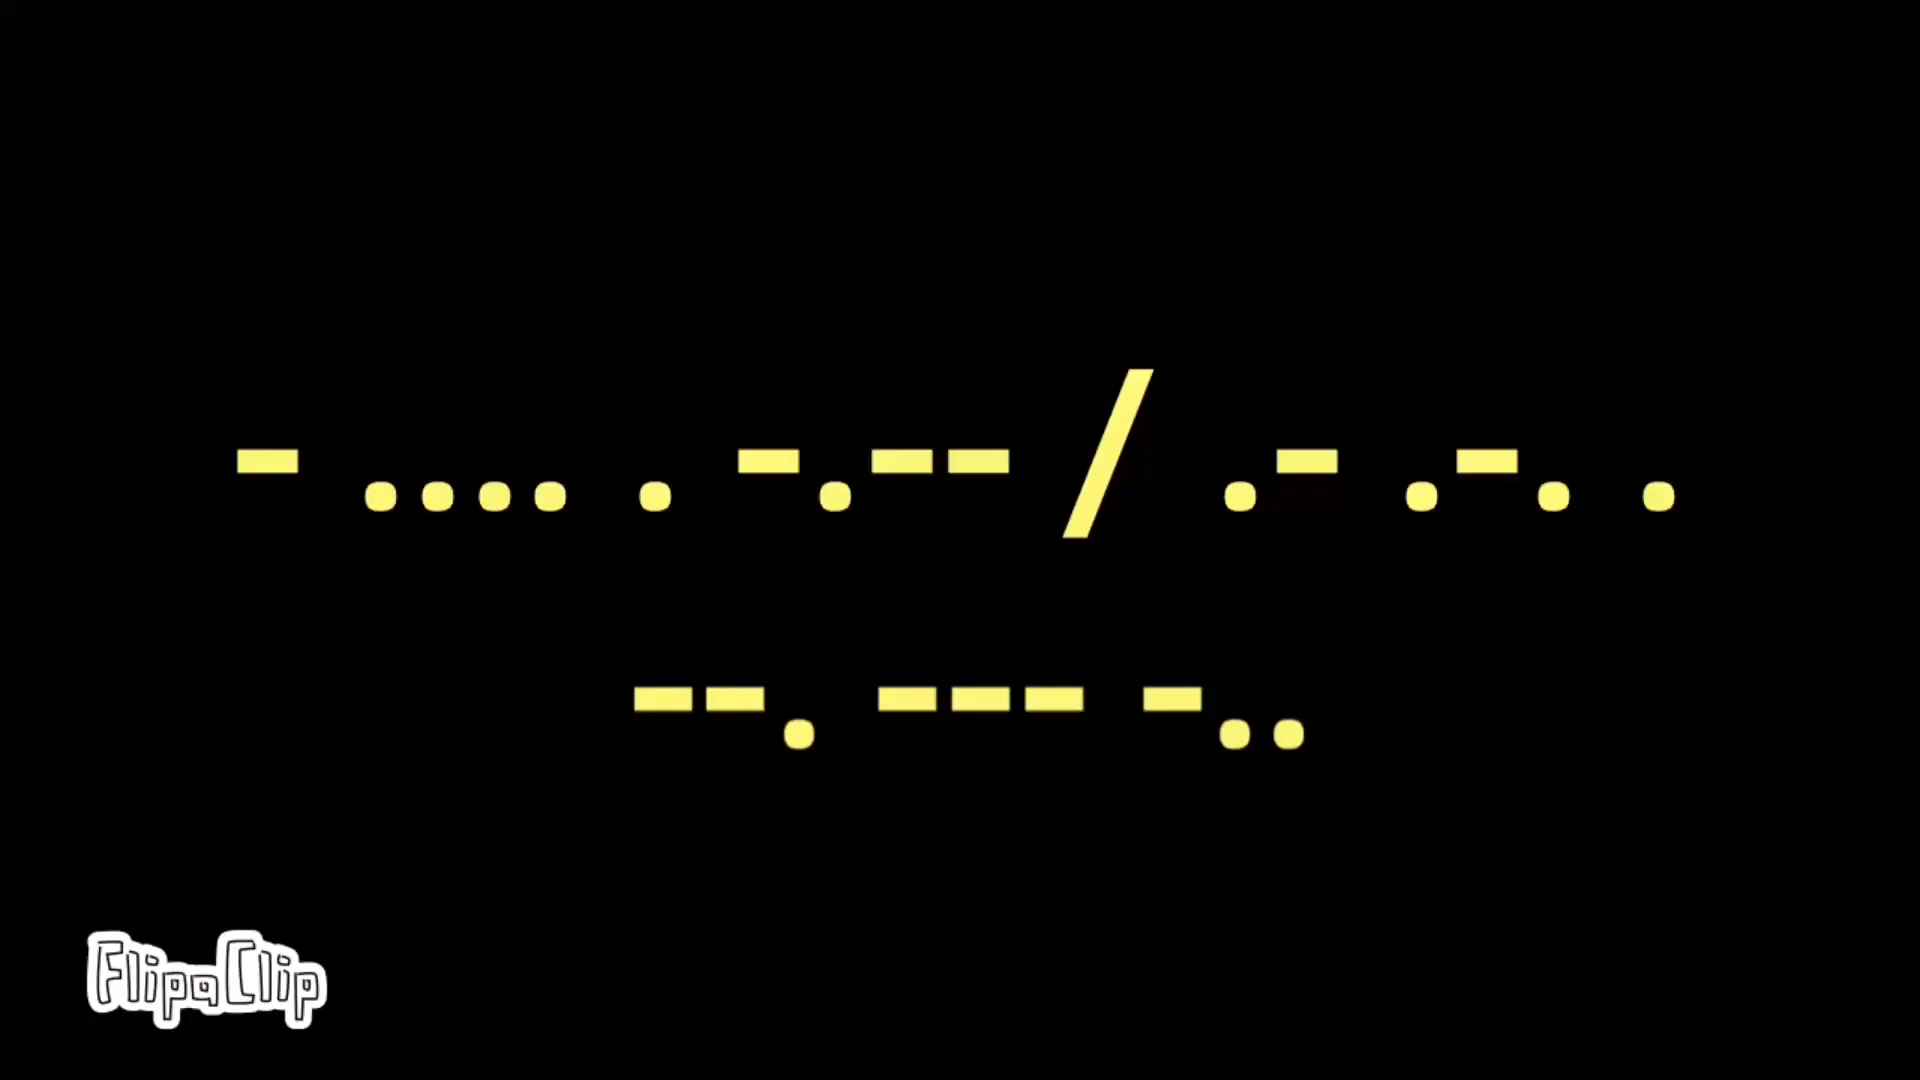 - .... . -.-- / .- .-. .
--. --- -..
FlipaClip